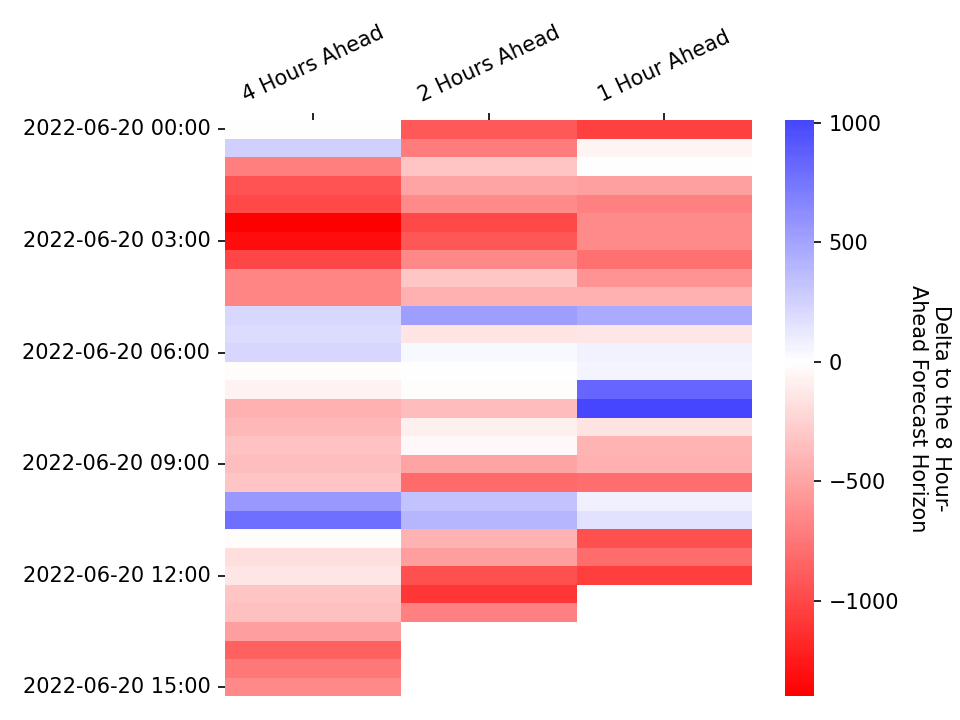 4 Hours Ahead
2 Hours Ahead
1 Hour Ahead
2022-06-20 00:00
2022-06-20 03:00
2022-06-20 06:00
2022-06-20 09:00
2022-06-20 12:00
2022-06-20 15:00
1000
500
0
−500
−1000
Delta to the 8 Hour-
Ahead Forecast Horizon